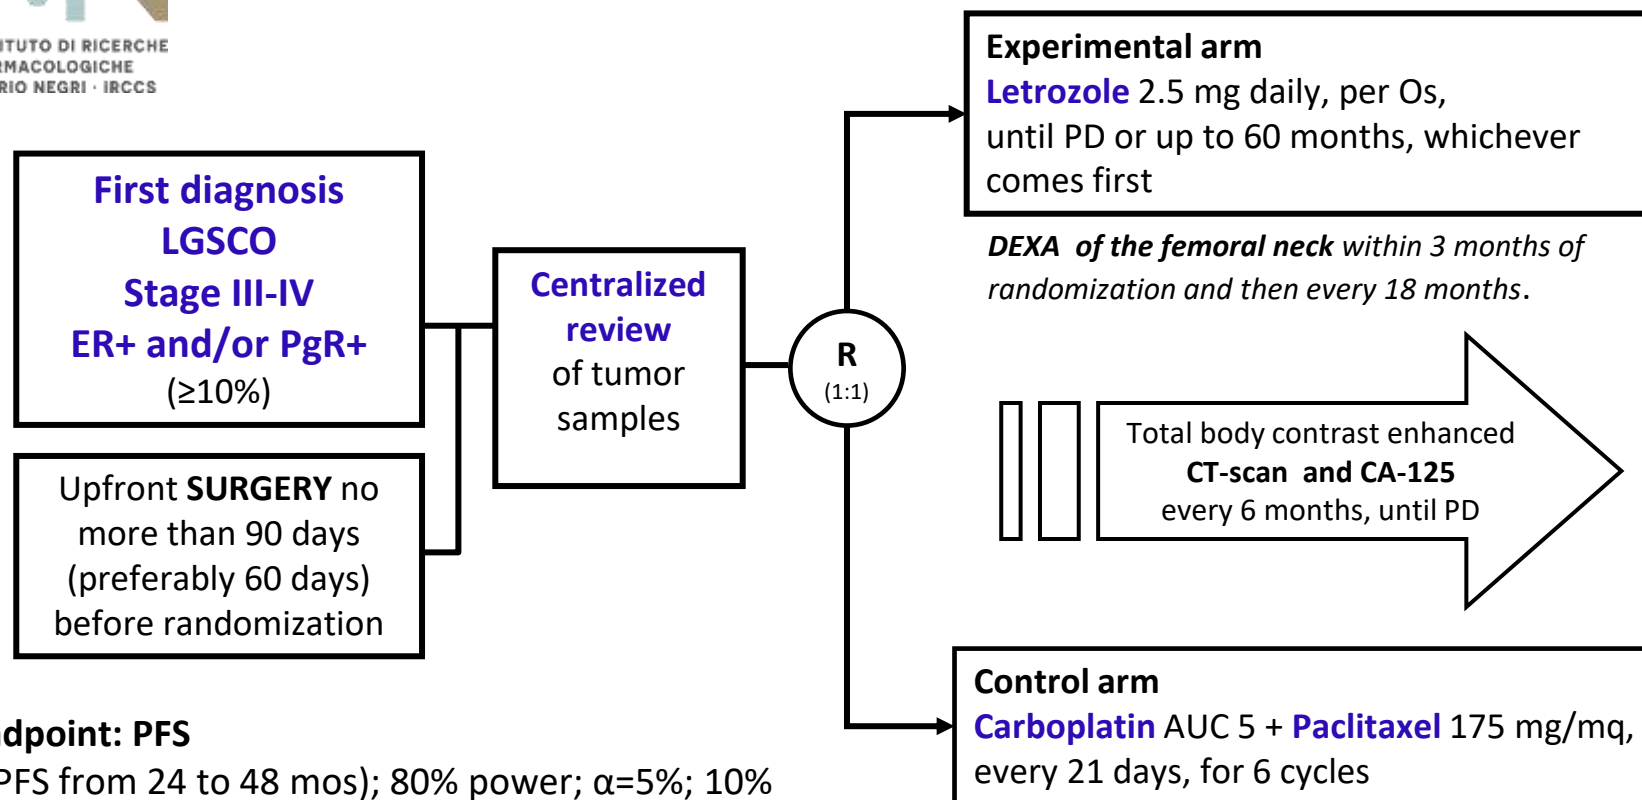 TUTO DI RICERCHE
RMACOLOGICHE
RIO NEGRI · IRCCS
First diagnosis
LGSCO
Stage III-IV
ER+ and/or PgR+
(≥10%)
Upfront SURGERY no
more than 90 days
(preferably 60 days)
before randomization
Centralized
review
of tumor
samples
R
(1:1)
Experimental arm
Letrozole 2.5 mg daily, per Os,
until PD or up to 60 months, whichever
comes first
DEXA of the femoral neck within 3 months of
randomization and then every 18 months.
Total body contrast enhanced
CT-scan and CA-125
every 6 months, until PD
Control arm
Carboplatin AUC 5 + Paclitaxel 175 mg/mq,
every 21 days, for 6 cycles
dpoint: PFS
PFS from 24 to 48 mos); 80% power; α=5%; 10%